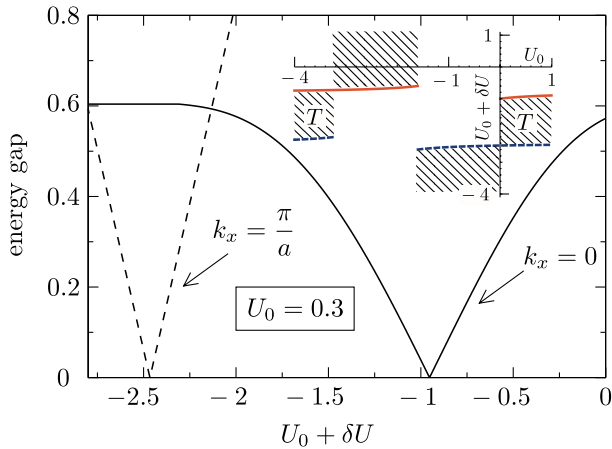 0.8
0.6
0.4
0.2
0
energy gap
−2.5
−2
−1.5
−1
−0.5
0
U₀ + δU
kₓ = π/a
kₓ = 0
U₀ = 0.3
1
U₀
−4
−1
1
U₀ + δU
T
T
−4